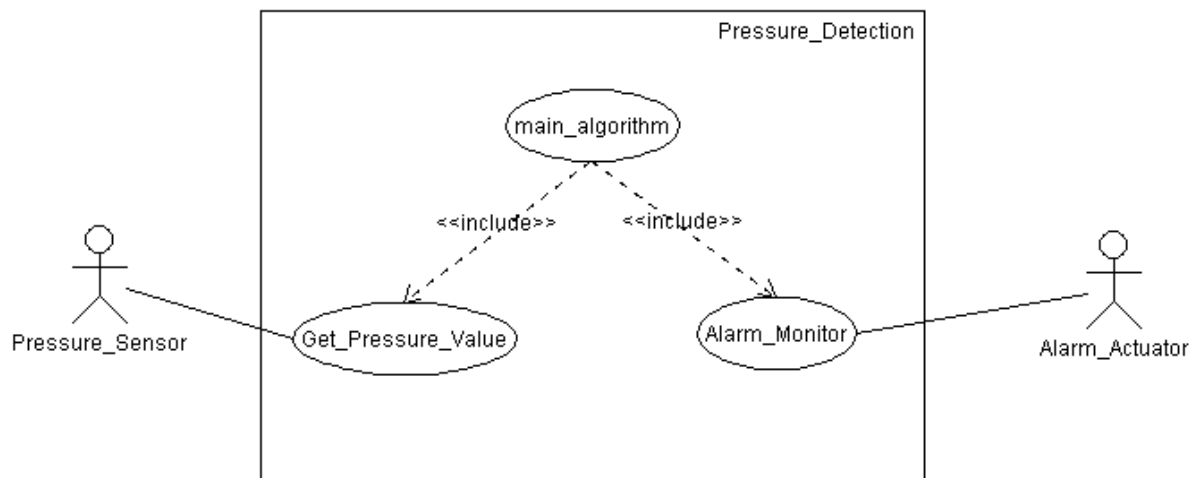 Pressure_Detection
main_algorithm
<<include>>
<<include>>
Pressure_Sensor
Get_Pressure_Value
Alarm_Monitor
Alarm_Actuator